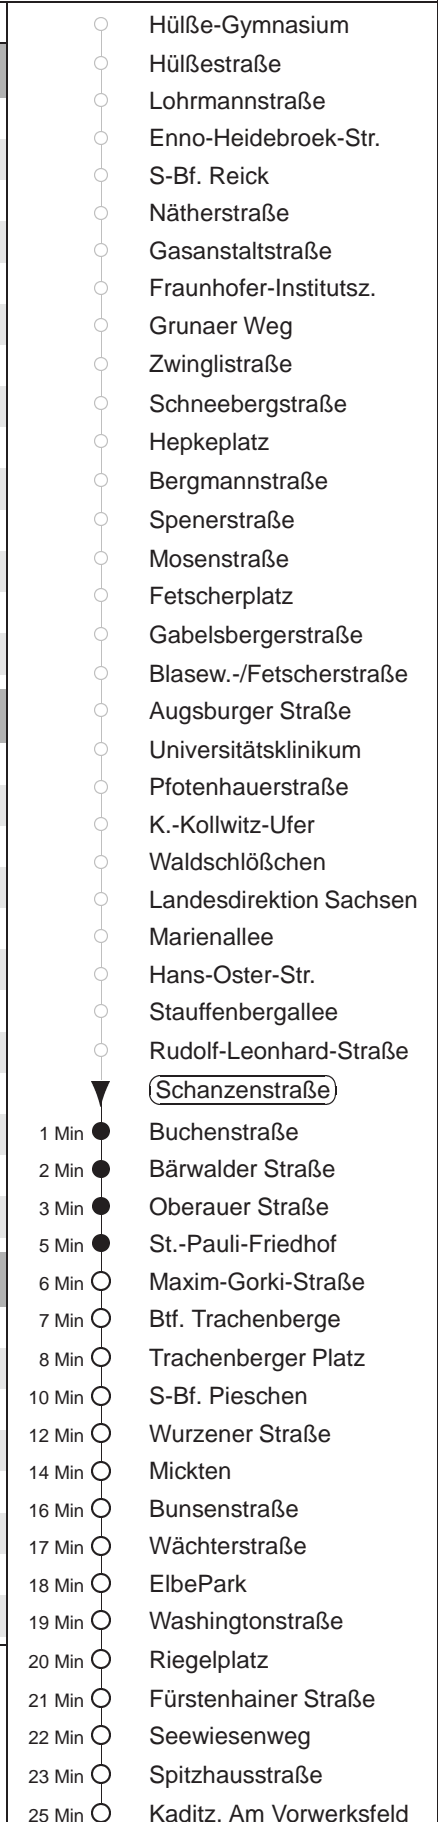 Hülße-Gymnasium
Hülßestraße
Lohrmannstraße
Enno-Heidebroek-Str.
S-Bf. Reick
Nätherstraße
Gasanstaltstraße
Fraunhofer-Institutsz.
Grunaer Weg
Zwinglistraße
Schneebergstraße
Hepkeplatz
Bergmannstraße
Spenerstraße
Mosenstraße
Fetscherplatz
Gabelsbergerstraße
Blasew.-/Fetscherstraße
Augsburger Straße
Universitätsklinikum
Pfotenhauerstraße
K.-Kollwitz-Ufer
Waldschlößchen
Landesdirektion Sachsen
Marienallee
Hans-Oster-Str.
Stauffenbergallee
Rudolf-Leonhard-Straße
Schanzenstraße
1 Min Buchenstraße
2 Min Bärwalder Straße
3 Min Oberauer Straße
5 Min St.-Pauli-Friedhof
6 Min Maxim-Gorki-Straße
7 Min Btf. Trachenberge
8 Min Trachenberger Platz
10 Min S-Bf. Pieschen
12 Min Wurzener Straße
14 Min Mickten
16 Min Bunsenstraße
17 Min Wächterstraße
18 Min ElbePark
19 Min Washingtonstraße
20 Min Riegelplatz
21 Min Fürstenhainer Straße
22 Min Seewiesenweg
23 Min Spitzhausstraße
25 Min Kaditz, Am Vorwerksfeld